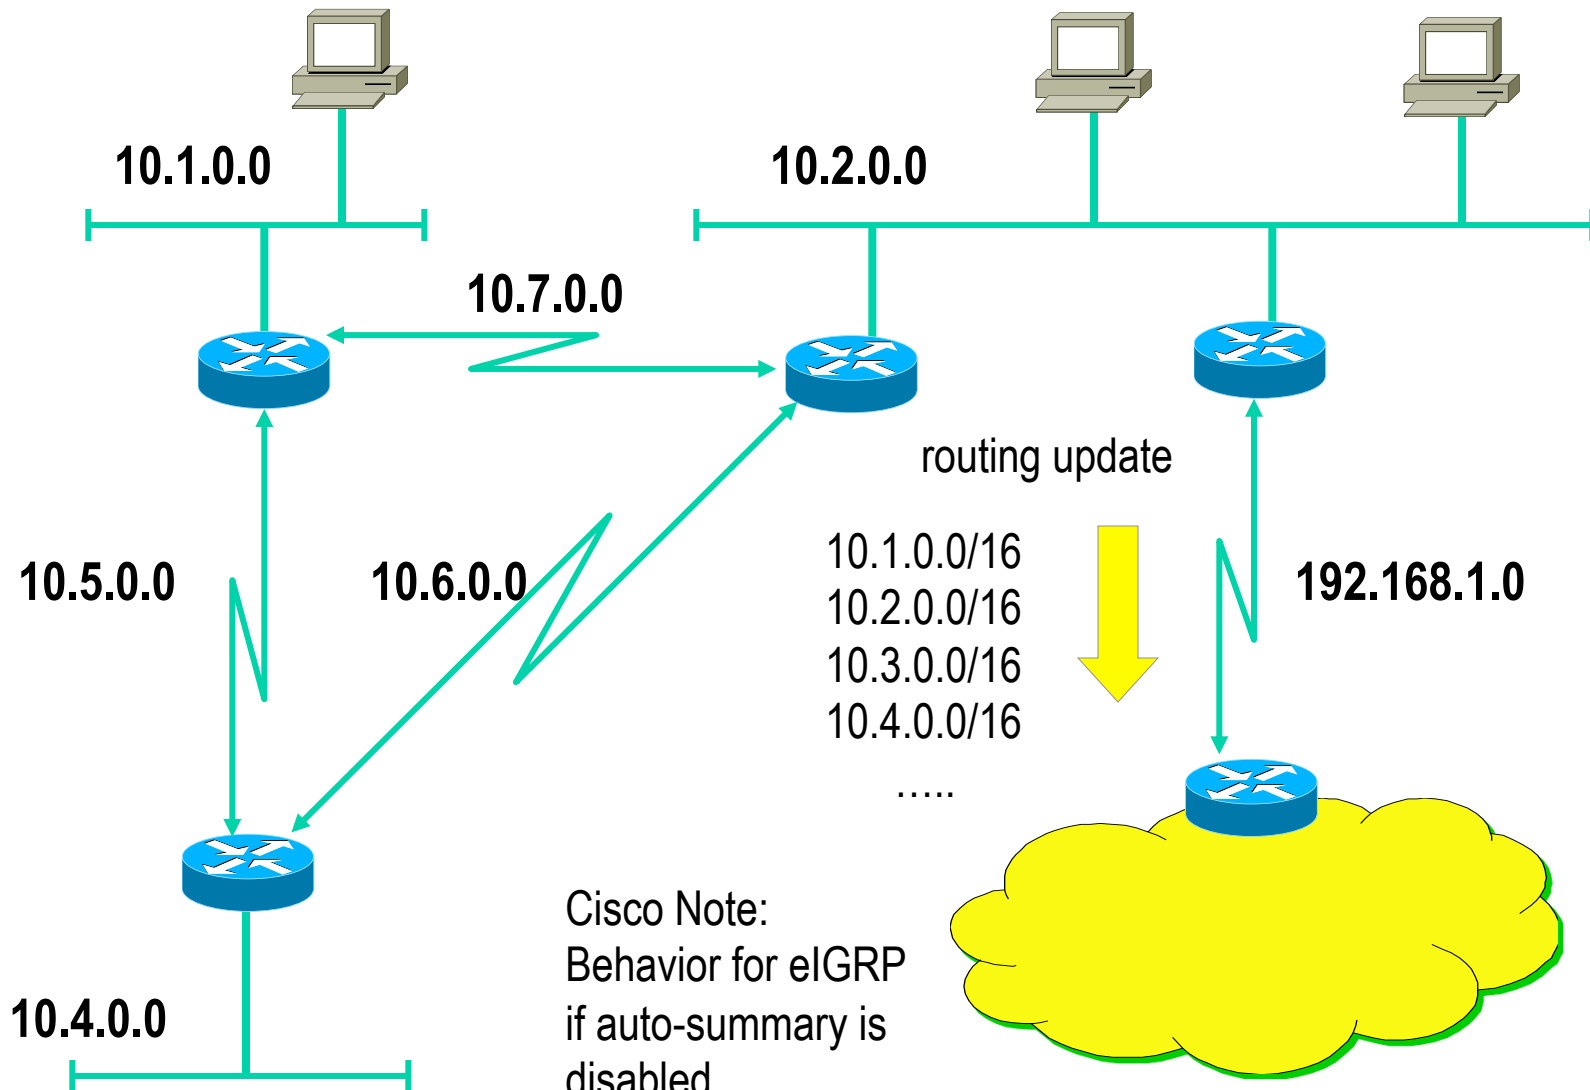 10.1.0.0
10.2.0.0
10.7.0.0
routing update
10.5.0.0
10.6.0.0
10.1.0.0/16
10.2.0.0/16
10.3.0.0/16
10.4.0.0/16
.....
192.168.1.0
Cisco Note:
Behavior for eIGRP
if auto-summary is
disabled
10.4.0.0